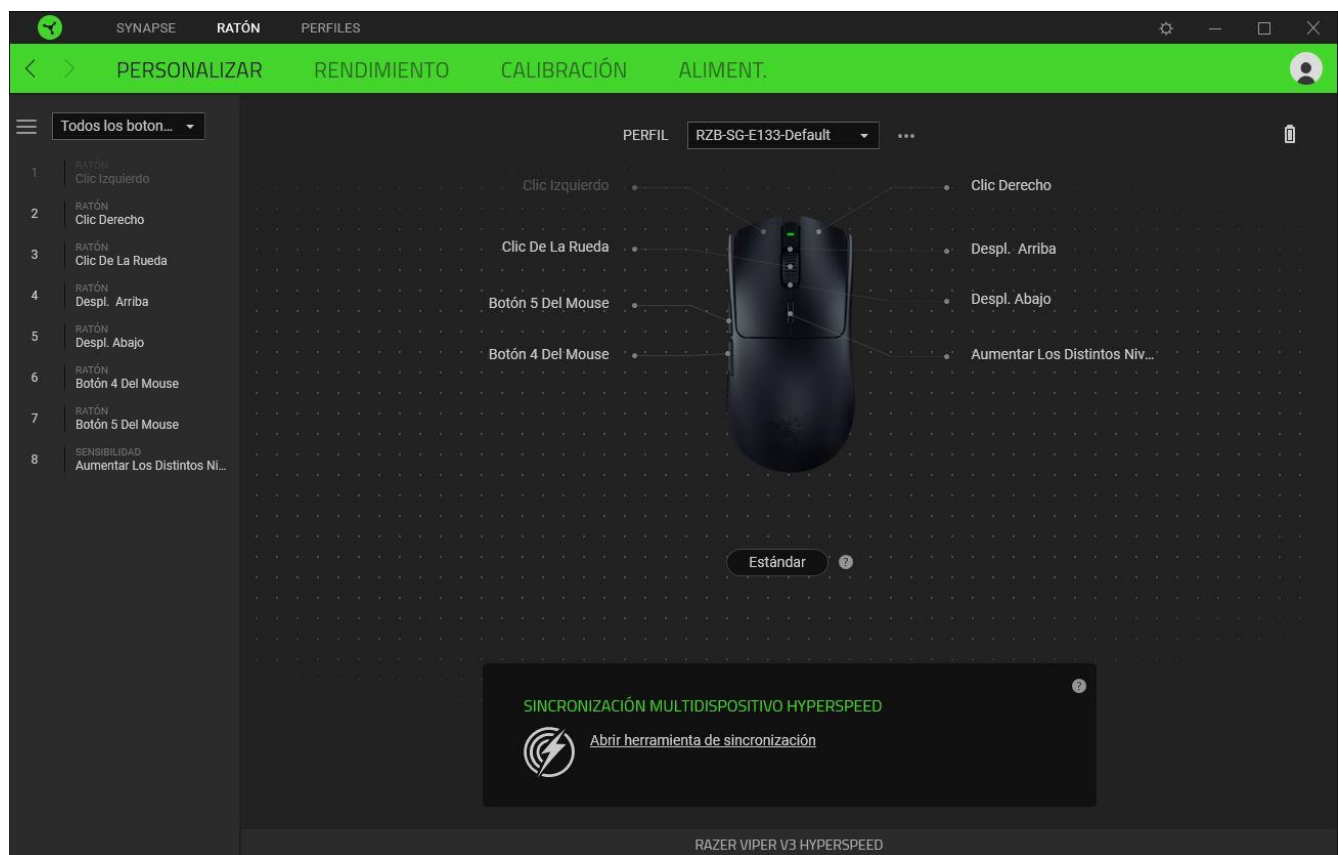 SYNAPSE RATÓN PERFILES
PERSONALIZAR RENDIMIENTO CALIBRACIÓN ALIMENT.
Todos los boton...
PERFIL RZB-SG-E133-Default
1 RATÓN
Clic Izquierdo
2 RATÓN
Clic Derecho
3 RATÓN
Clic De La Rueda
4 RATÓN
Despl. Arriba
5 RATÓN
Despl. Abajo
6 RATÓN
Botón 4 Del Mouse
7 RATÓN
Botón 5 Del Mouse
8 SENSIBILIDAD
Aumentar Los Distintos Ni...
Clic Izquierdo
Clic De La Rueda
Botón 5 Del Mouse
Botón 4 Del Mouse
Clic Derecho
Despl. Arriba
Despl. Abajo
Aumentar Los Distintos Niv...
Estándar ?
?
SINCRONIZACIÓN MULTIDISPOSITIVO HYPERSPEED
Abrir herramienta de sincronización
RAZER VIPER V3 HYPERSPEED